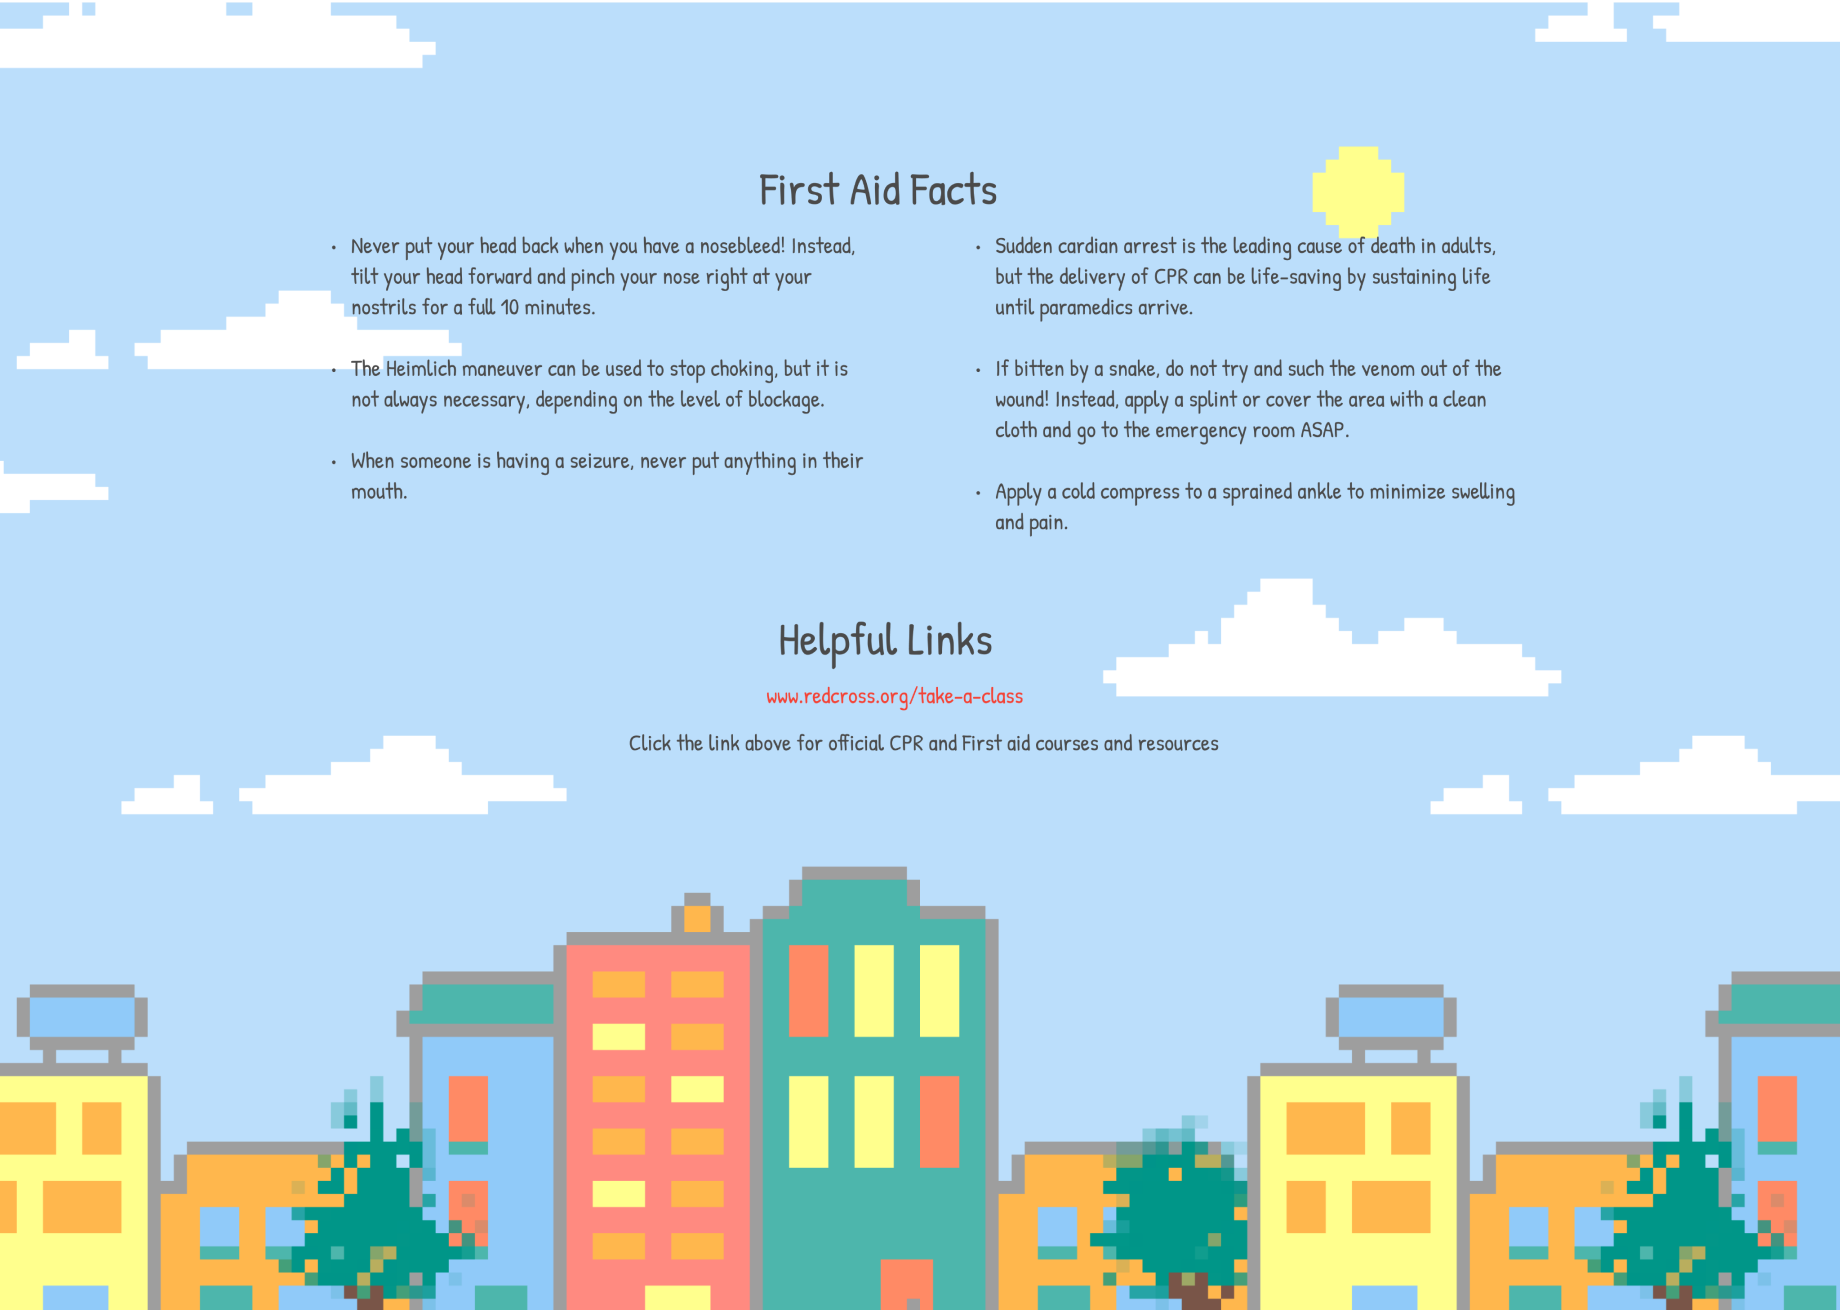 First Aid Facts
• Never put your head back when you have a nosebleed! Instead,
tilt your head forward and pinch your nose right at your
nostrils for a full 10 minutes.
• The Heimlich maneuver can be used to stop choking, but it is
not always necessary, depending on the level of blockage.
• When someone is having a seizure, never put anything in their
mouth.
• Sudden cardian arrest is the leading cause of death in adults,
but the delivery of CPR can be life-saving by sustaining life
until paramedics arrive.
• If bitten by a snake, do not try and such the venom out of the
wound! Instead, apply a splint or cover the area with a clean
cloth and go to the emergency room ASAP.
• Apply a cold compress to a sprained ankle to minimize swelling
and pain.
Helpful Links
www.redcross.org/take-a-class
Click the link above for official CPR and First aid courses and resources